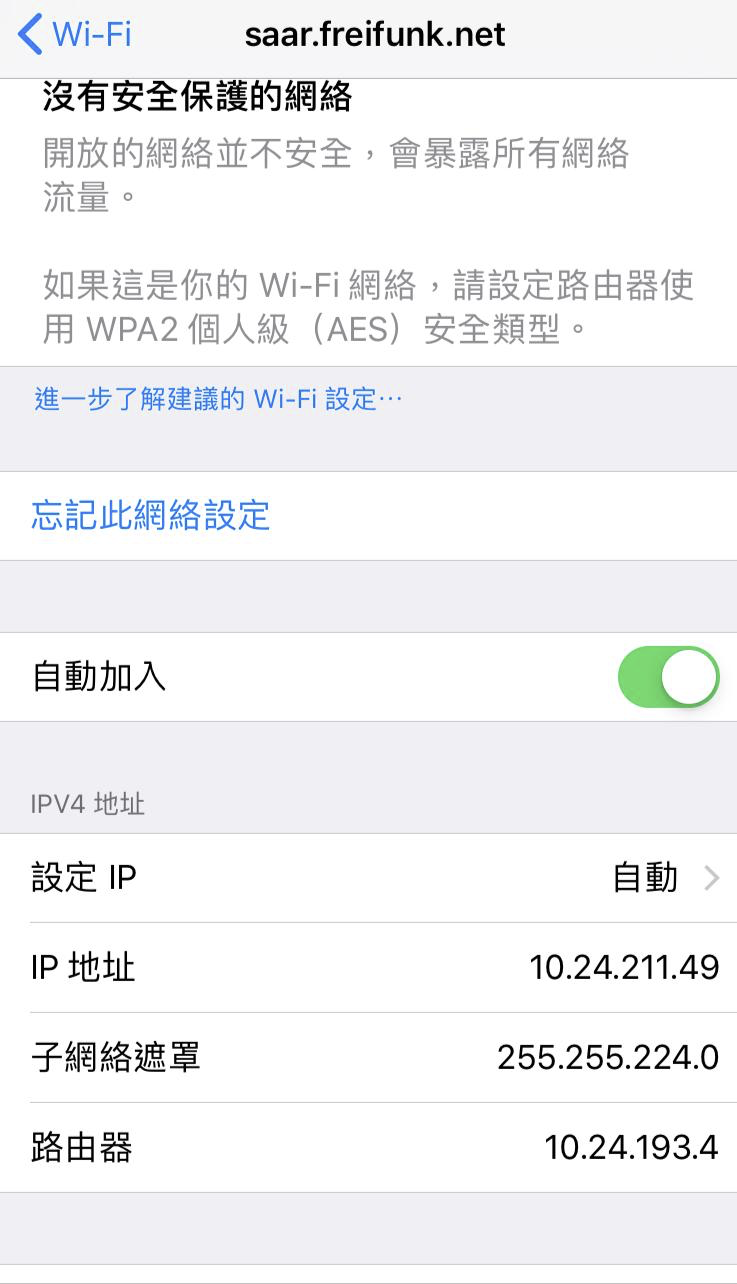 Wi-Fi
saar.freifunk.net
沒有安全保護的網絡
開放的網絡並不安全，會暴露所有網絡
流量。
如果這是你的 Wi-Fi 網絡，請設定路由器使
用 WPA2 個人級（AES）安全類型。
進一步了解建議的 Wi-Fi 設定…
忘記此網絡設定
自動加入
IPV4 地址
設定 IP
自動
IP 地址
10.24.211.49
子網絡遮罩
255.255.224.0
路由器
10.24.193.4